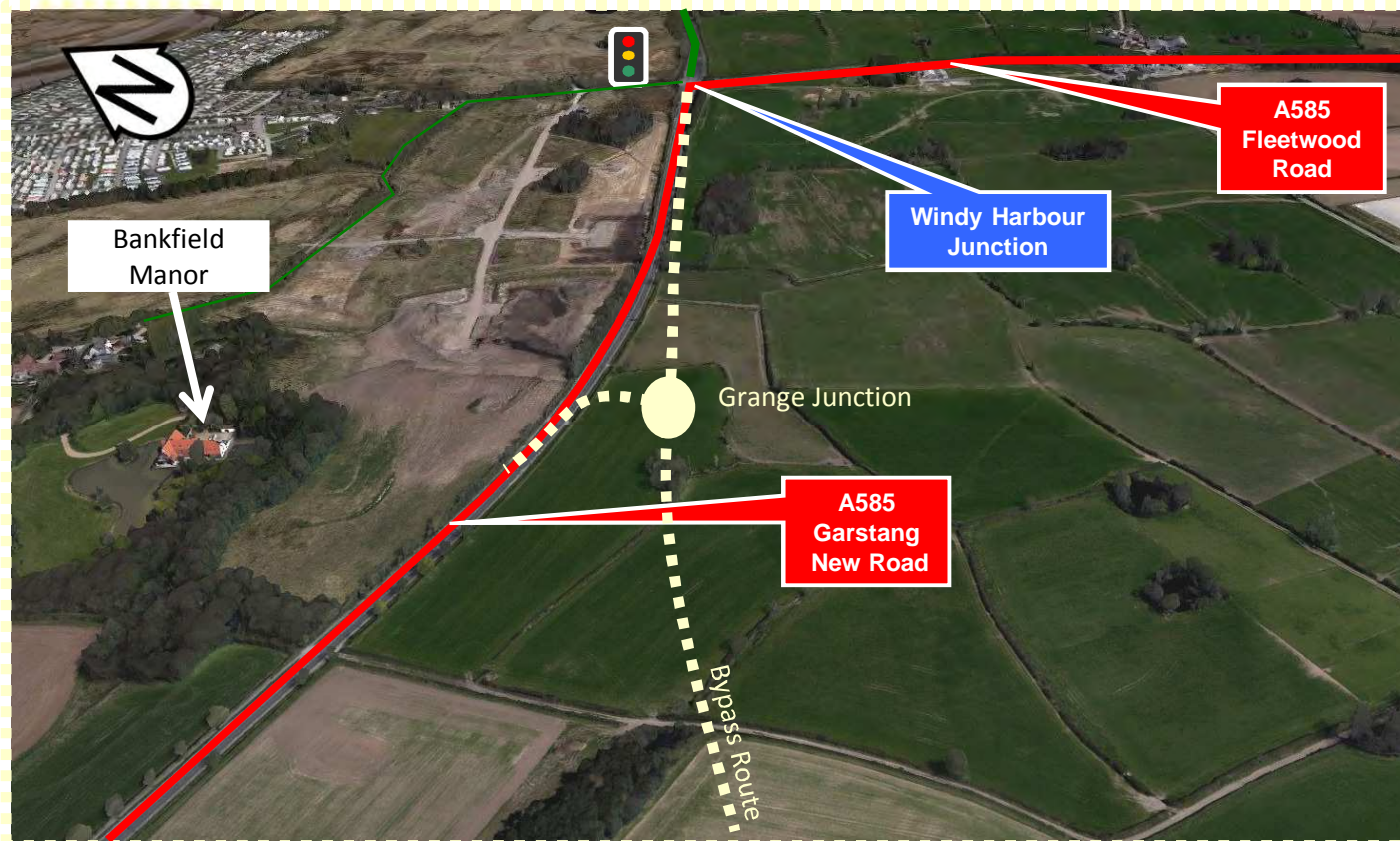 N
A585
Fleetwood
Road
Windy Harbour
Junction
Bankfield
Manor
Grange Junction
A585
Garstang
New Road
Bypass Route